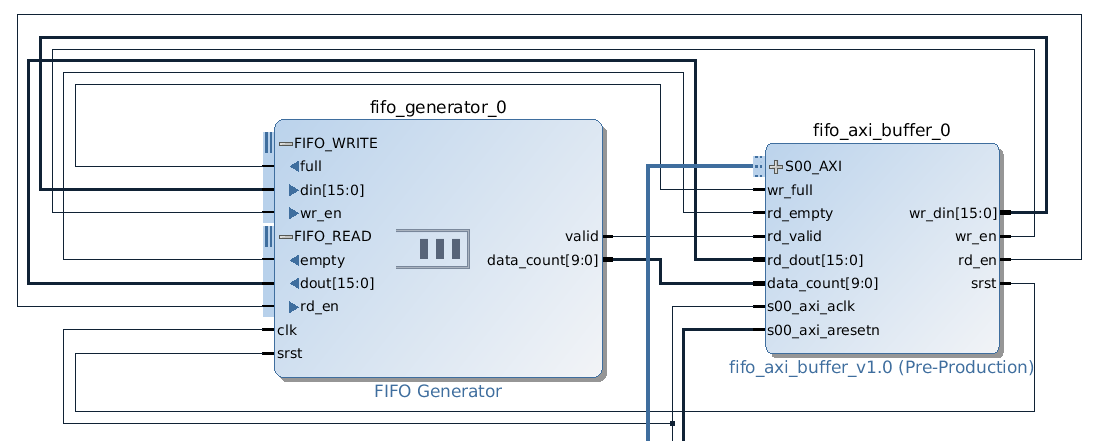 fifo_generator_0
FIFO_WRITE
full
din[15:0]
wr_en
FIFO_READ
empty
dout[15:0]
rd_en
clk
srst
valid
data_count[9:0]
FIFO Generator
fifo_axi_buffer_0
S00_AXI
wr_full
rd_empty
rd_valid
rd_dout[15:0]
data_count[9:0]
s00_axi_aclk
s00_axi_aresetn
wr_din[15:0]
wr_en
rd_en
srst
fifo_axi_buffer_v1.0 (Pre-Production)